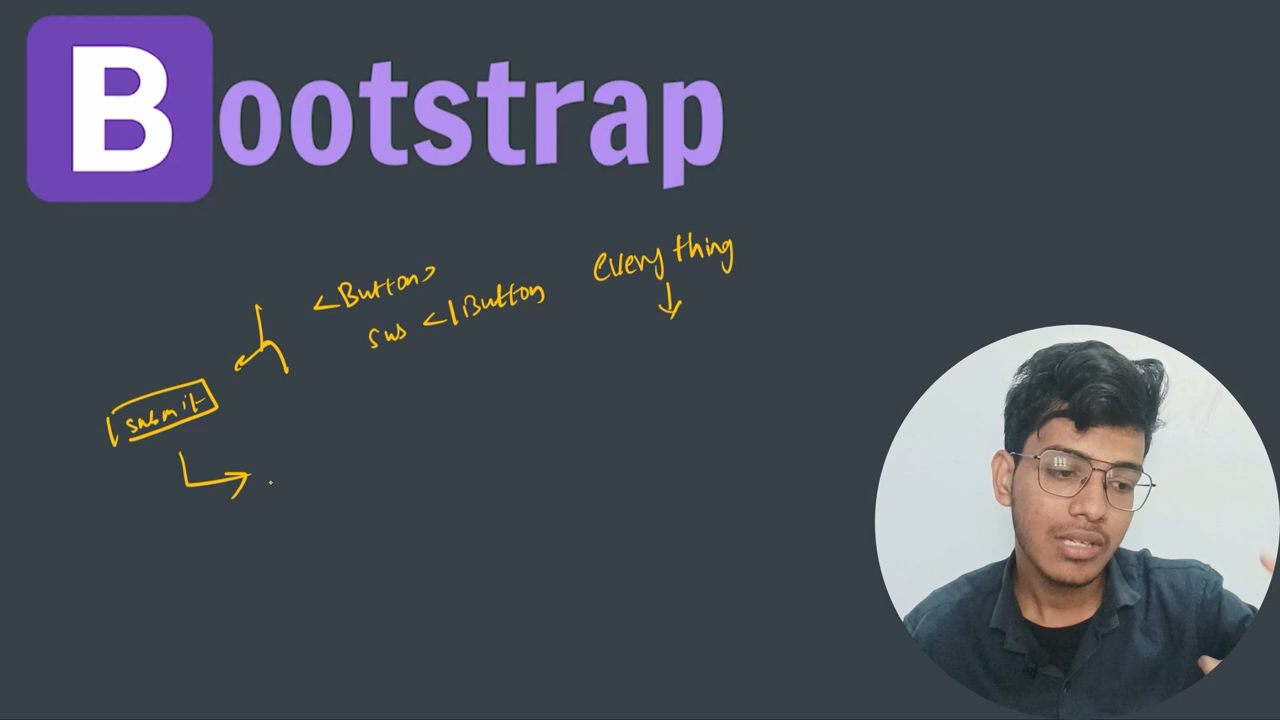 Bootstrap
everything
<Button>
sub </Button
submit